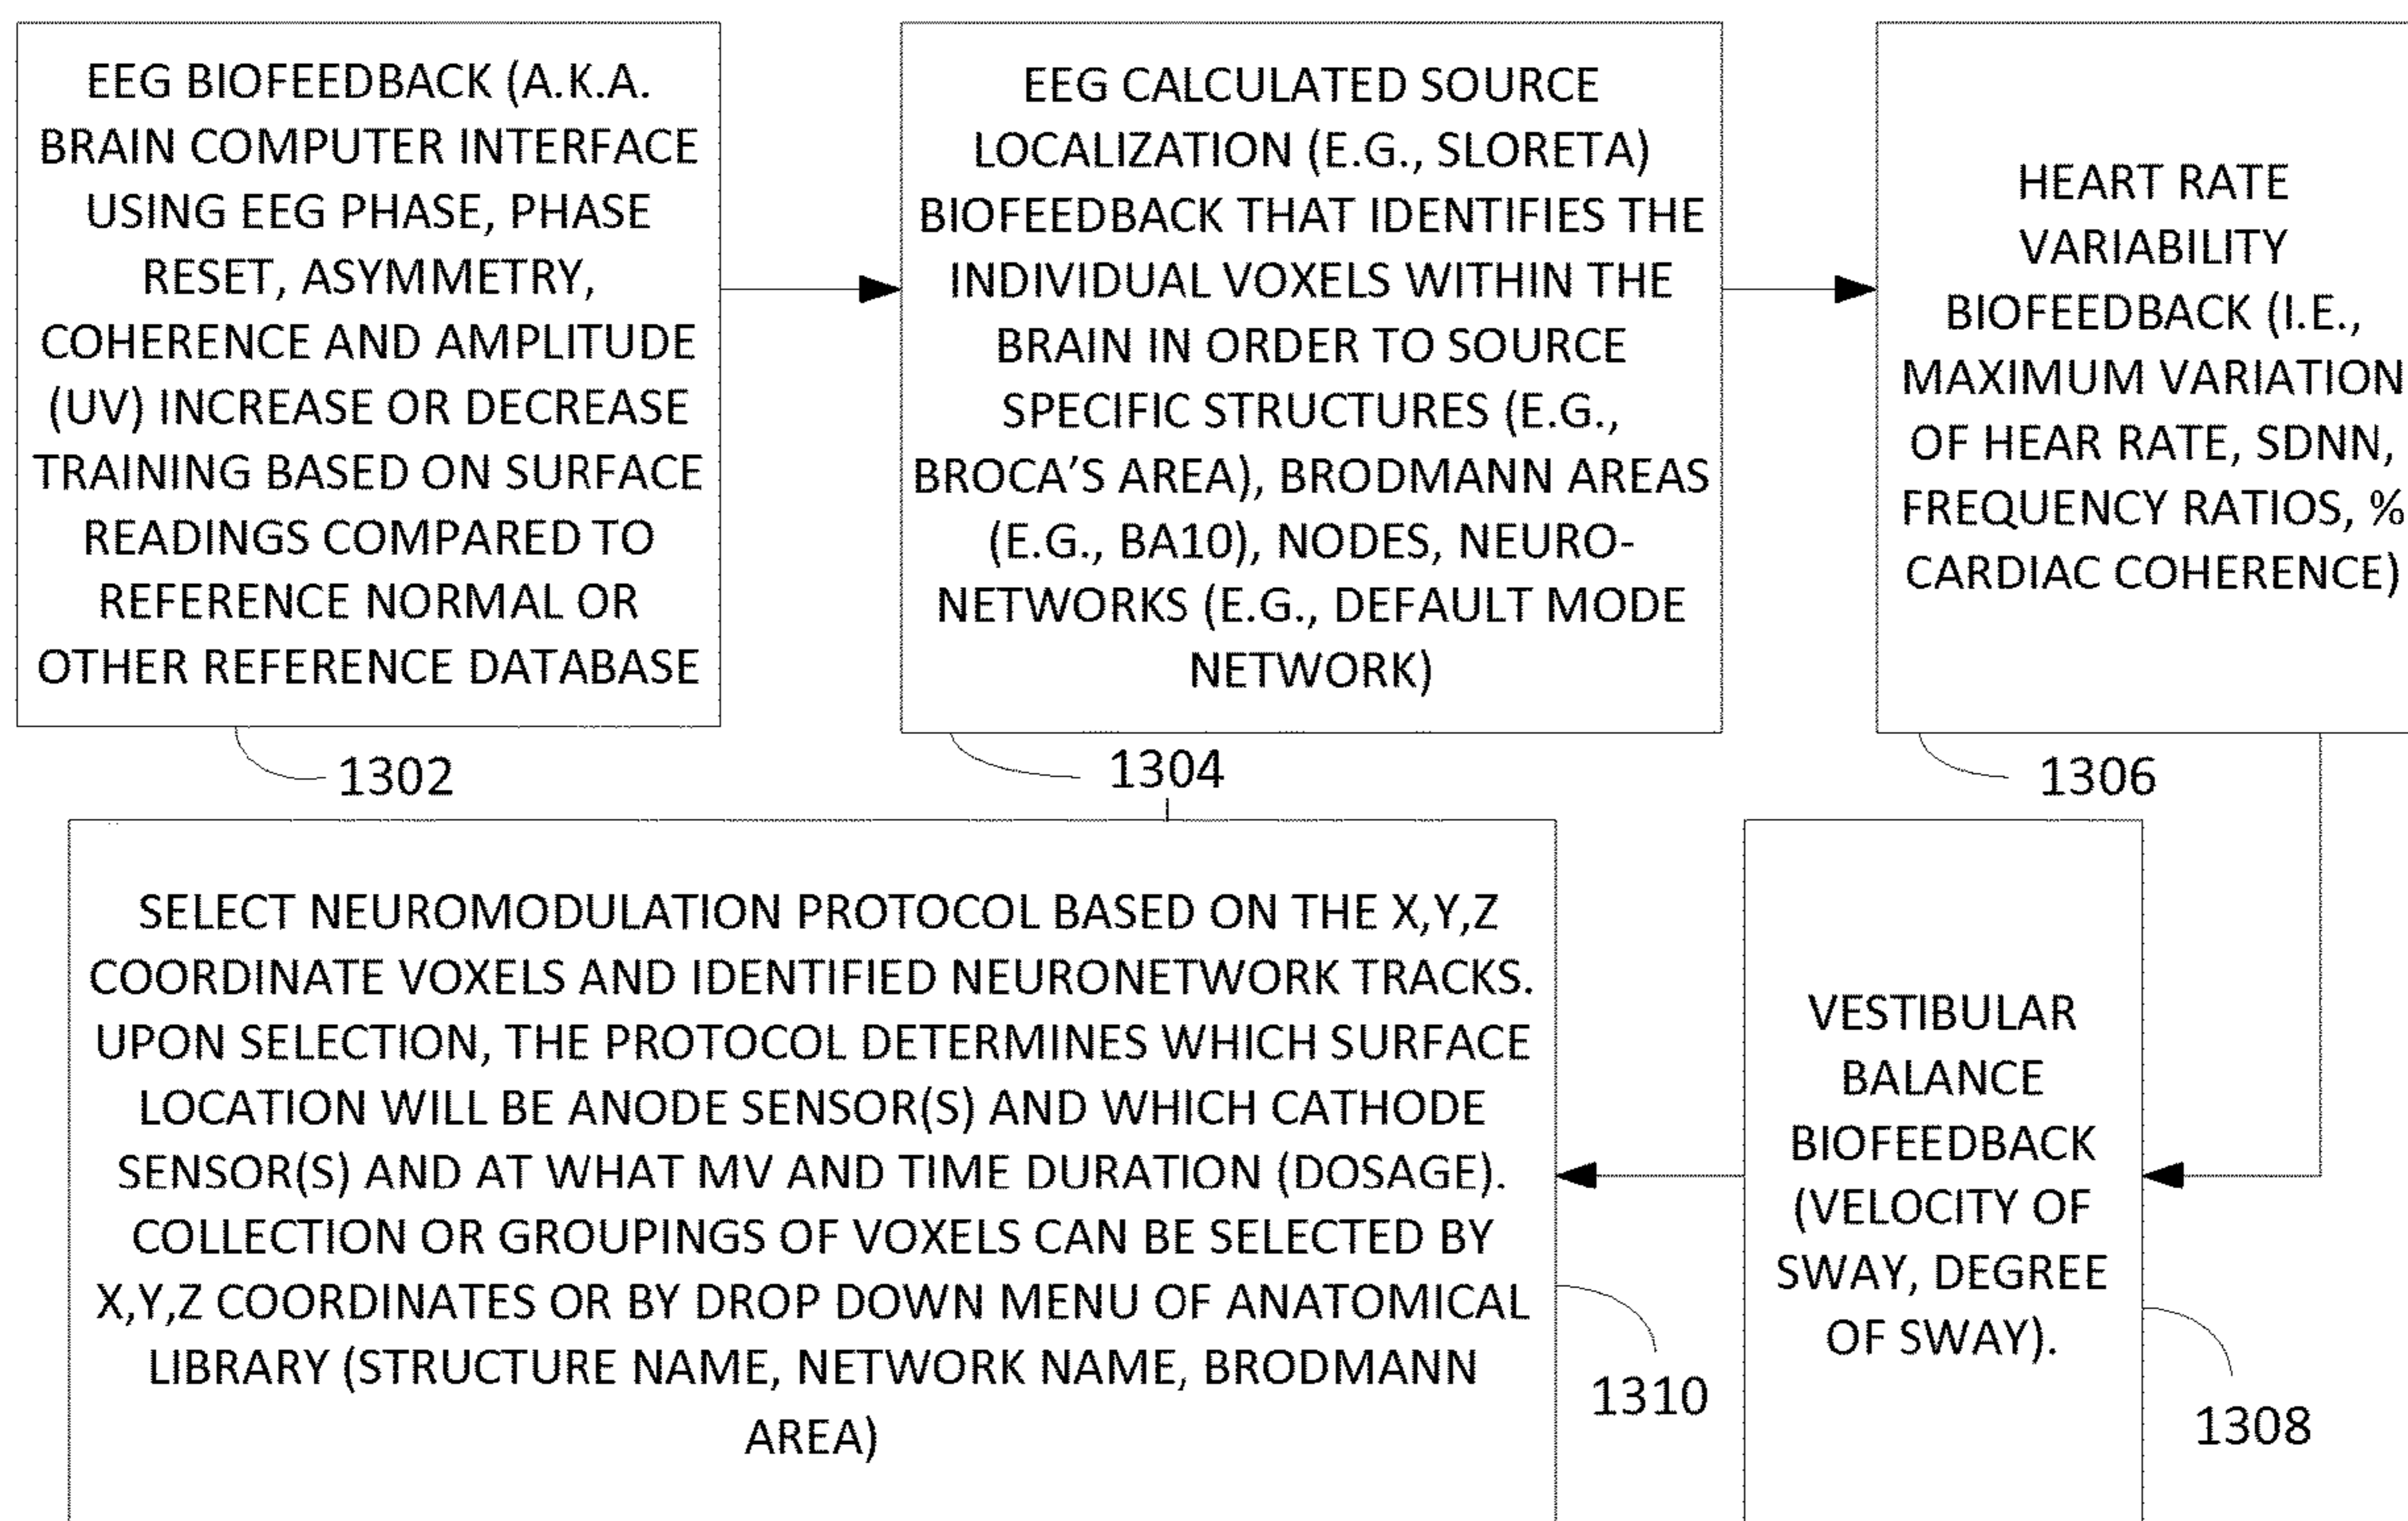 EEG BIOFEEDBACK (A.K.A.
BRAIN COMPUTER INTERFACE
USING EEG PHASE, PHASE
RESET, ASYMMETRY,
COHERENCE AND AMPLITUDE
(UV) INCREASE OR DECREASE
TRAINING BASED ON SURFACE
READINGS COMPARED TO
REFERENCE NORMAL OR
OTHER REFERENCE DATABASE
1302
EEG CALCULATED SOURCE
LOCALIZATION (E.G., SLORETA)
BIOFEEDBACK THAT IDENTIFIES THE
INDIVIDUAL VOXELS WITHIN THE
BRAIN IN ORDER TO SOURCE
SPECIFIC STRUCTURES (E.G.,
BROCA'S AREA), BRODMANN AREAS
(E.G., BA10), NODES, NEURO-
NETWORKS (E.G., DEFAULT MODE
NETWORK)
1304
HEART RATE
VARIABILITY
BIOFEEDBACK (I.E.,
MAXIMUM VARIATION
OF HEAR RATE, SDNN,
FREQUENCY RATIOS, %
CARDIAC COHERENCE)
1306
VESTIBULAR
BALANCE
BIOFEEDBACK
(VELOCITY OF
SWAY, DEGREE
OF SWAY).
1308
SELECT NEUROMODULATION PROTOCOL BASED ON THE X,Y,Z
COORDINATE VOXELS AND IDENTIFIED NEURONETWORK TRACKS.
UPON SELECTION, THE PROTOCOL DETERMINES WHICH SURFACE
LOCATION WILL BE ANODE SENSOR(S) AND WHICH CATHODE
SENSOR(S) AND AT WHAT MV AND TIME DURATION (DOSAGE).
COLLECTION OR GROUPINGS OF VOXELS CAN BE SELECTED BY
X,Y,Z COORDINATES OR BY DROP DOWN MENU OF ANATOMICAL
LIBRARY (STRUCTURE NAME, NETWORK NAME, BRODMANN
AREA)
1310